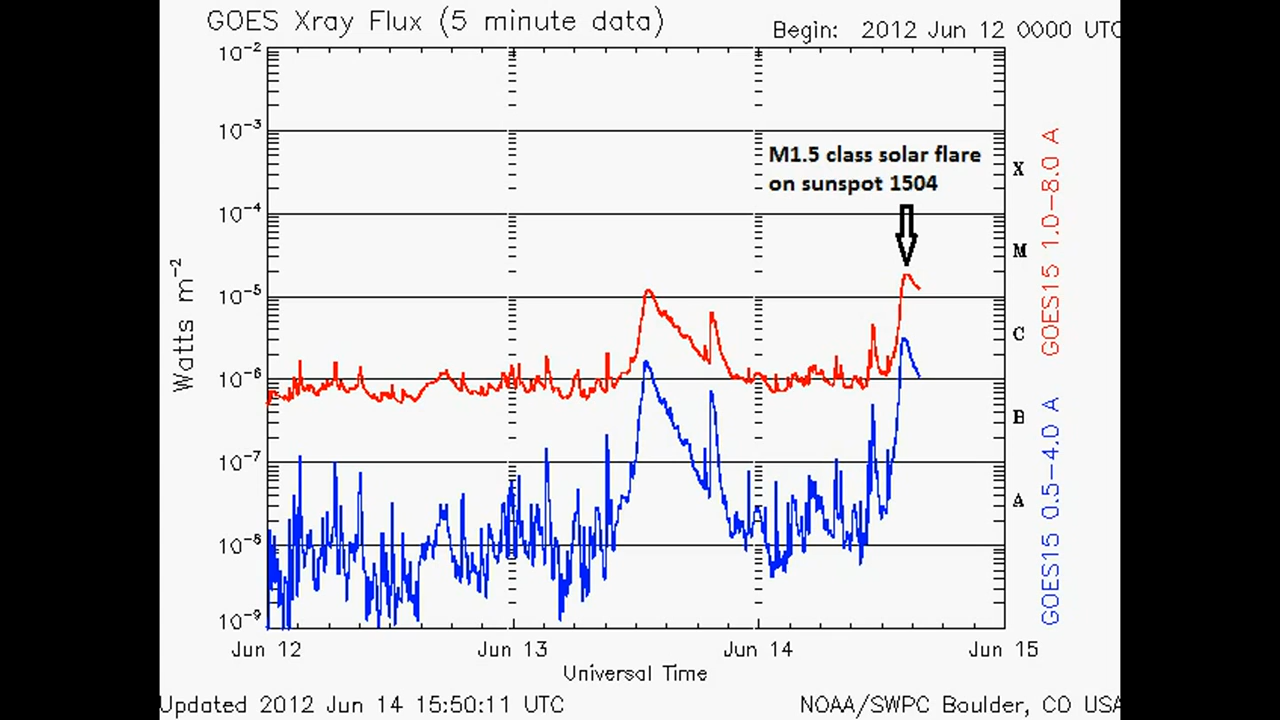 GOES Xray Flux (5 minute data)
Begin: 2012 Jun 12 0000 UTC
10-2
10-3
10-4
10-5
10-6
10-7
10-8
10-9
Watts m-2
M1.5 class solar flare
on sunspot 1504
X
M
C
B
A
GOES15 1.0-8.0 A
GOES15 0.5-4.0 A
Jun 12
Jun 13
Jun 14
Jun 15
Universal Time
Updated 2012 Jun 14 15:50:11 UTC
NOAA/SWPC Boulder, CO USA